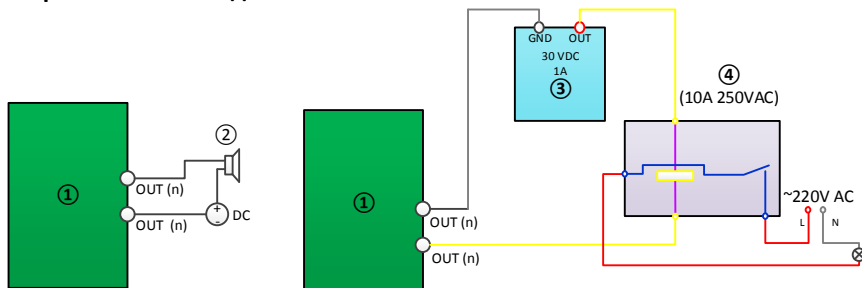 ①
②
OUT (n)
OUT (n)
+
-
DC
①
OUT (n)
OUT (n)
GND OUT
30 VDC
1A
③
④
(10A 250VAC)
~220V AC
L N